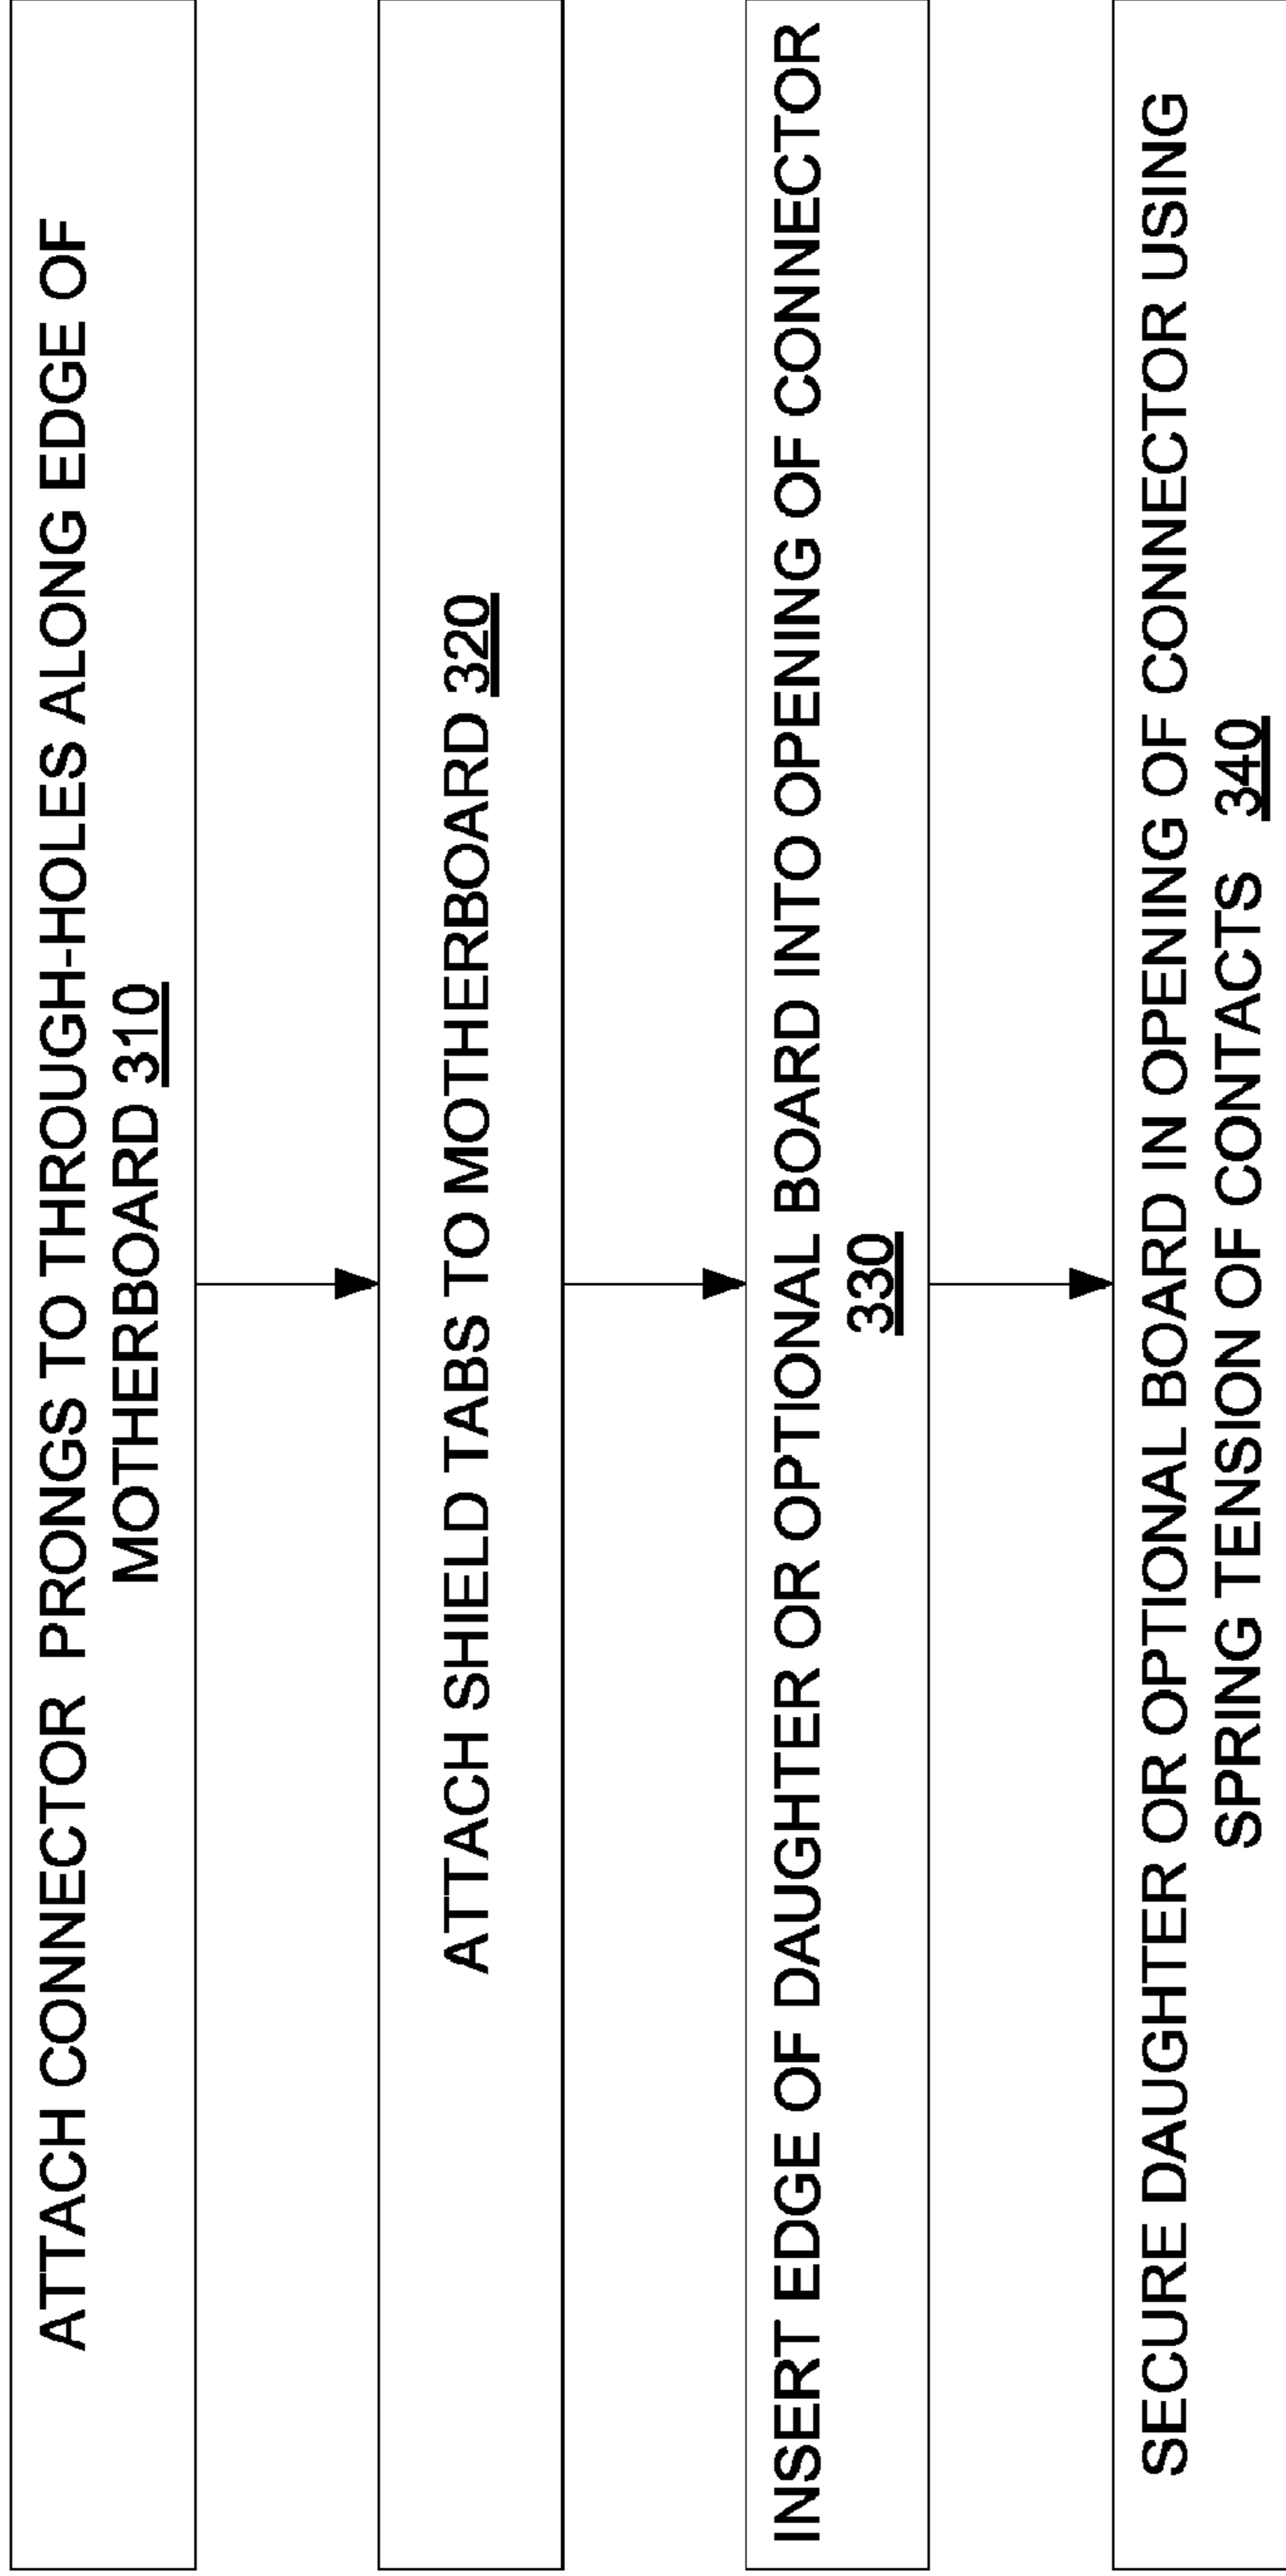 ATTACH CONNECTOR PRONGS TO THROUGH-HOLES ALONG EDGE OF
MOTHERBOARD 310
ATTACH SHIELD TABS TO MOTHERBOARD 320
INSERT EDGE OF DAUGHTER OR OPTIONAL BOARD INTO OPENING OF CONNECTOR
330
SECURE DAUGHTER OR OPTIONAL BOARD IN OPENING OF CONNECTOR USING
SPRING TENSION OF CONTACTS 340